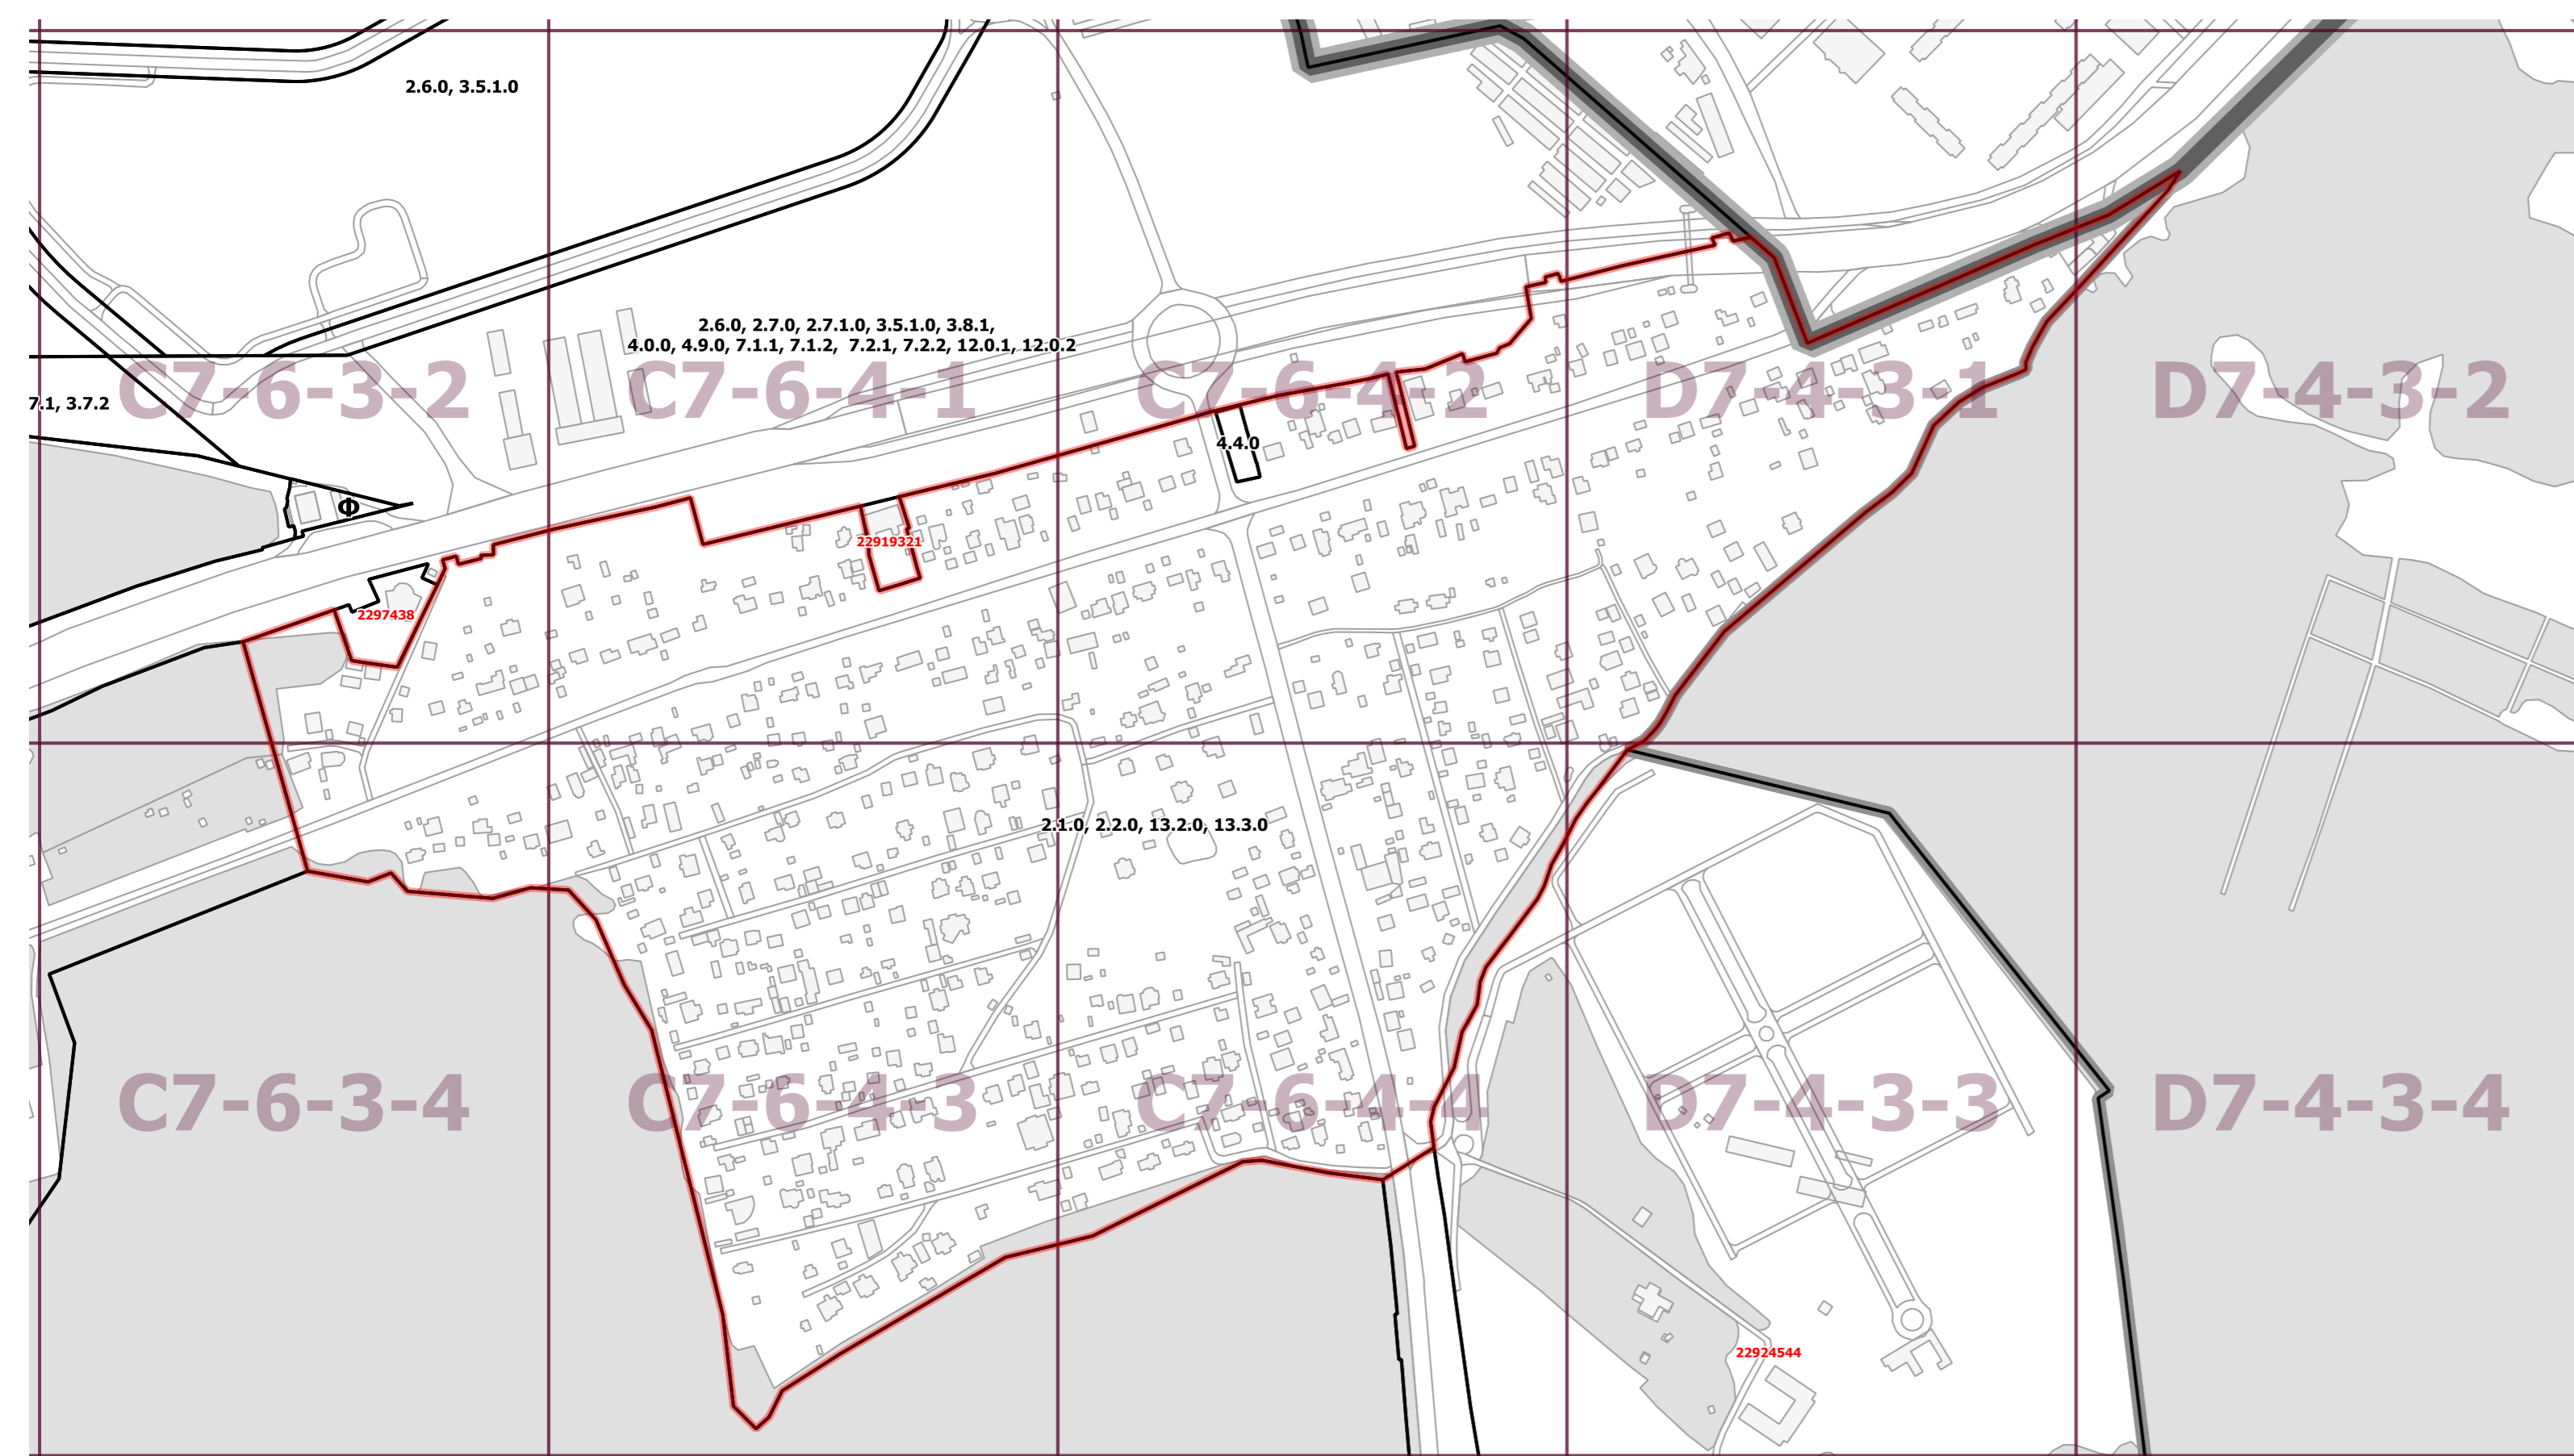 2.6.0, 3.5.1.0
2.6.0, 2.7.0, 2.7.1.0, 3.5.1.0, 3.8.1,
4.0.0, 4.9.0, 7.1.1, 7.1.2, 7.2.1, 7.2.2, 12.0.1, 12.0.2
7.1, 3.7.2
C7-6-3-2
C7-6-4-1
C7-6-4-2
D7-4-3-1
D7-4-3-2
4.4.0
Ф
22919321
2297438
2.1.0, 2.2.0, 13.2.0, 13.3.0
C7-6-3-4
C7-6-4-3
C7-6-4-4
D7-4-3-3
D7-4-3-4
22924544